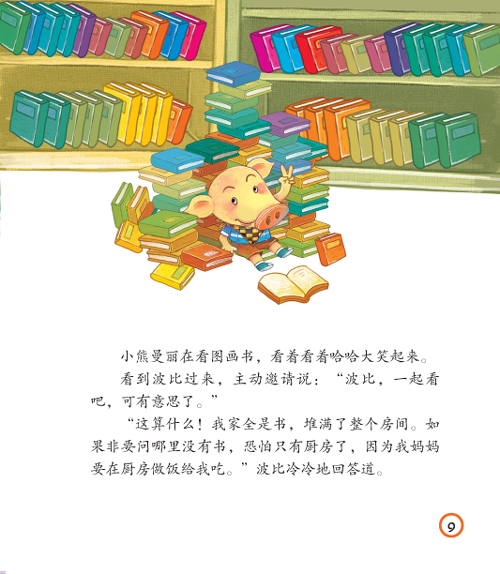 小熊曼丽在看图画书，看着看着哈哈大笑起来。
看到波比过来，主动邀请说：“波比，一起看
吧，可有意思了。”
“这算什么！我家全是书，堆满了整个房间。如
果非要问哪里没有书，恐怕只有厨房了，因为我妈妈
要在厨房做饭给我吃。”波比冷冷地回答道。
9